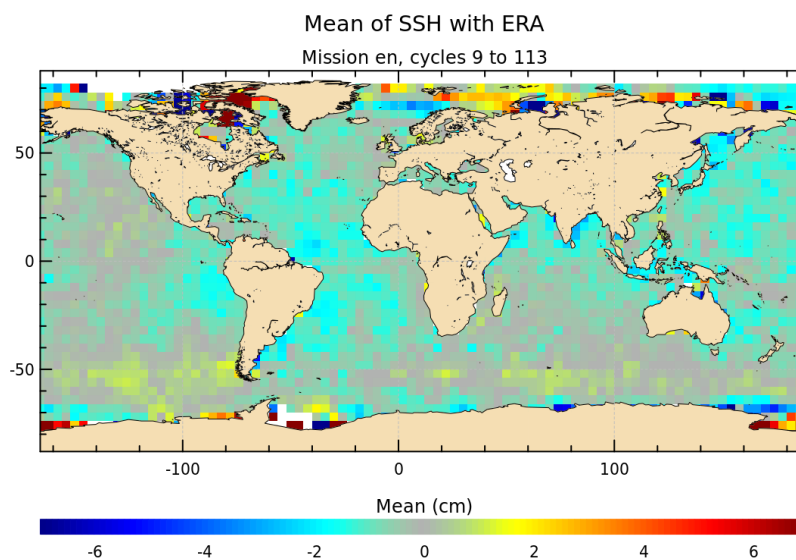 Mean of SSH with ERA
Mission en, cycles 9 to 113
50
0
-50
-100 0 100
Mean (cm)
-6 -4 -2 0 2 4 6